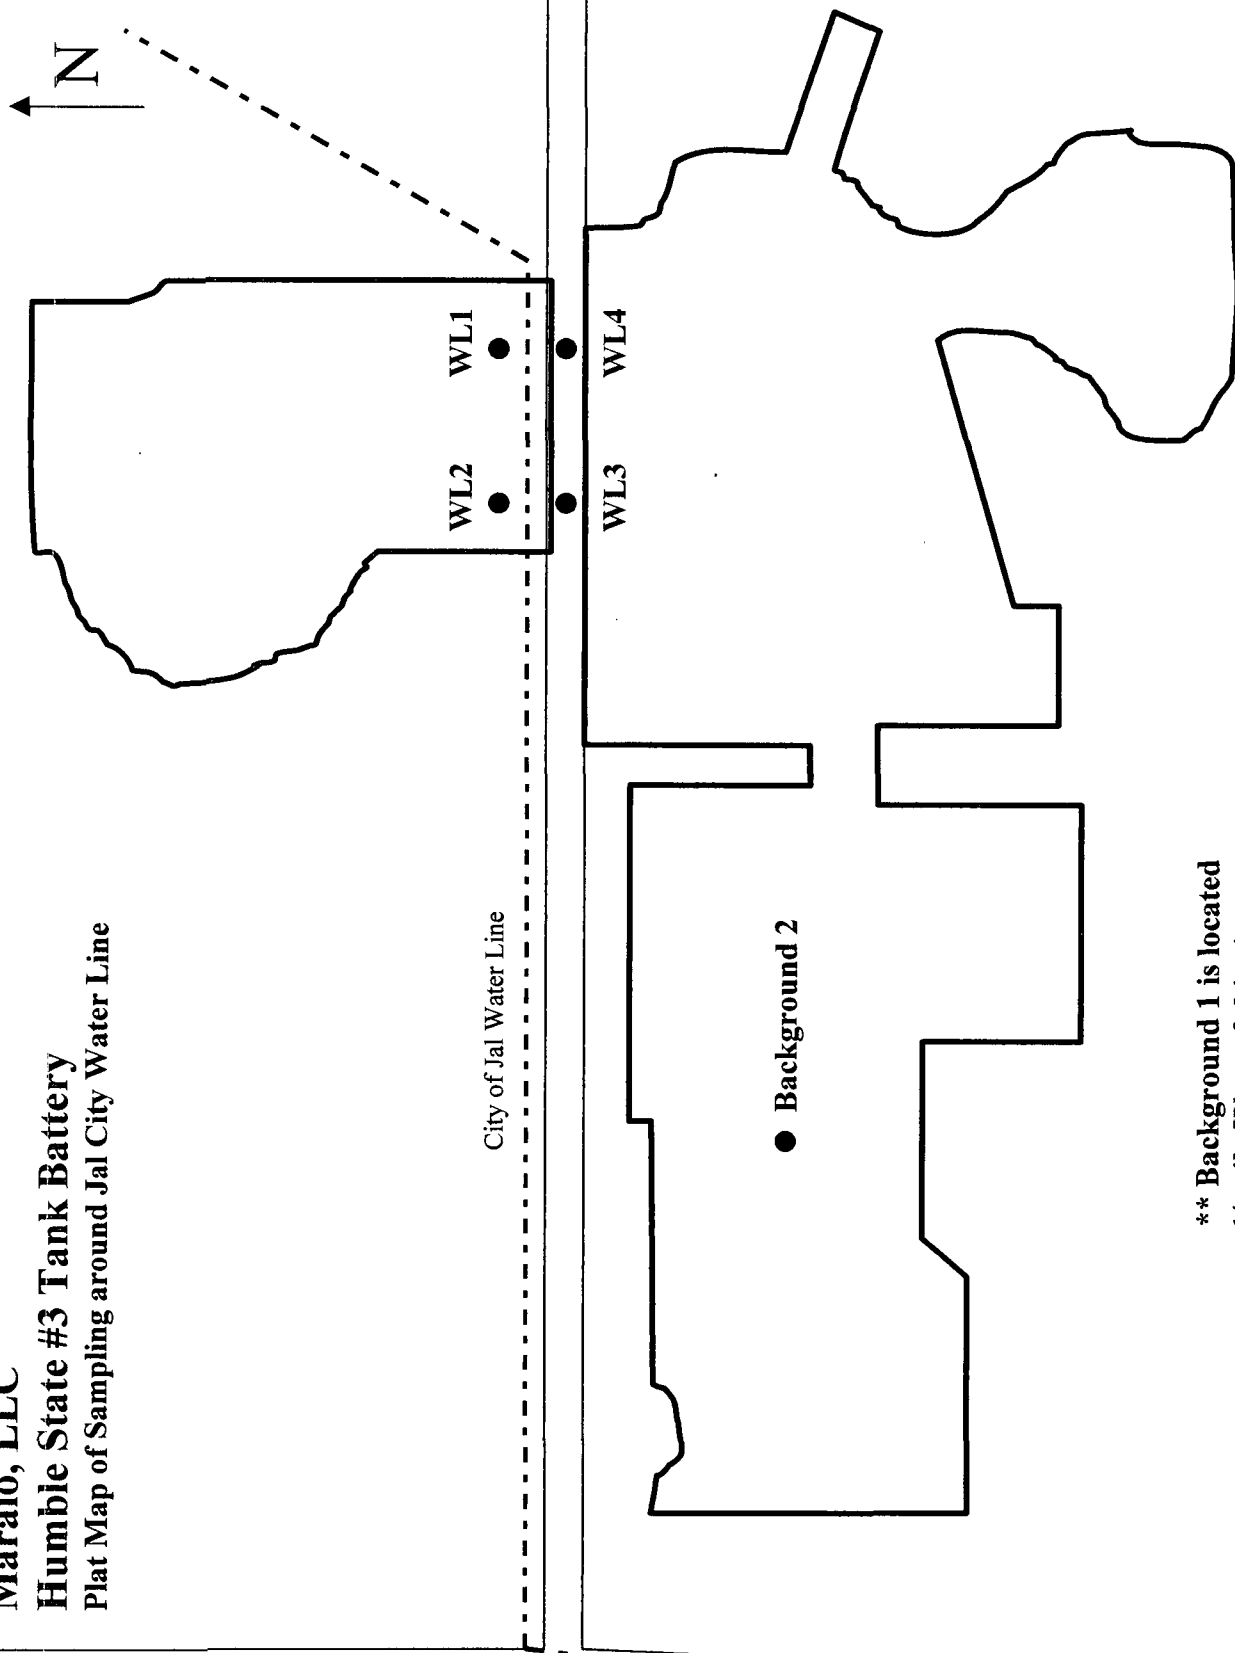 Humble State #3 Tank Battery
Plat Map of Sampling around Jal City Water Line
N
WL2
WL1
City of Jal Water Line
WL3
WL4
Background 2
** Background 1 is located